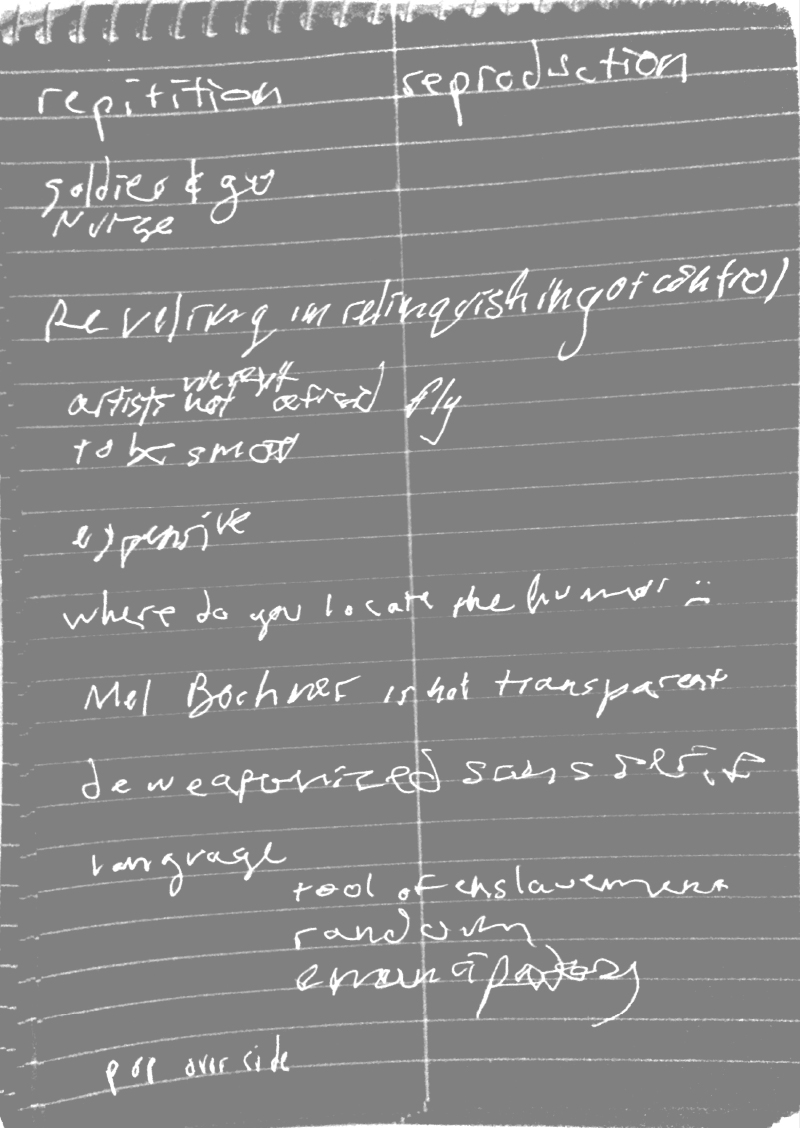 repitition reproduction
soldier & gun
Nurse
Reveling in relinquishing of control
weren't
artists not afraid fly
to be smart
expensive
where do you locate the humor :(
Mel Bochner is not transparent
deweaponized sans serif
language
tool of enslavement
random
emancipatory
pop over side